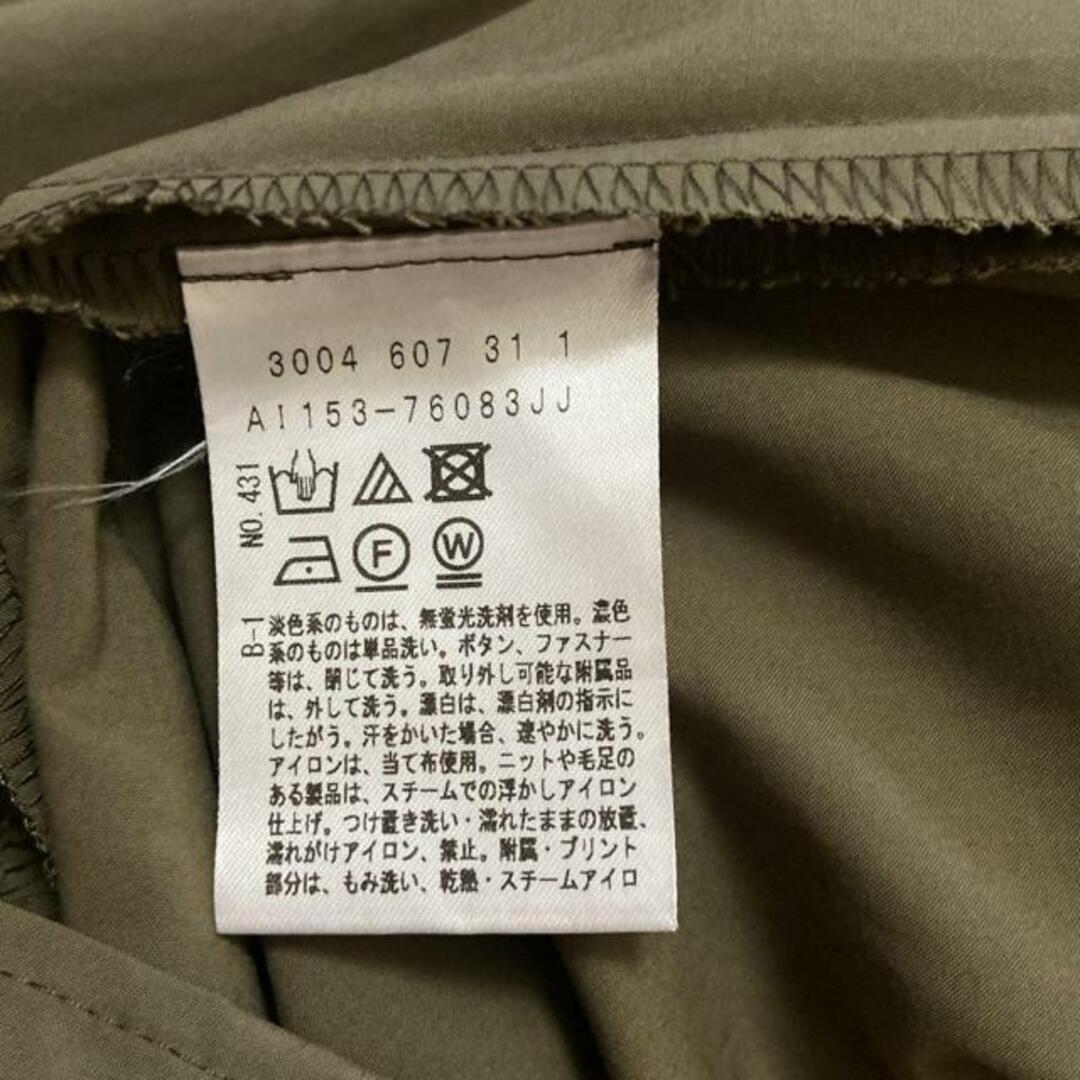 3004 607 31 1
AI153-76083JJ
NO.431
F
W
B-1
淡色系のものは、無蛍光洗剤を使用。濃色
系のものは単品洗い。ボタン、ファスナー
等は、閉じて洗う。取り外し可能な附属品
は、外して洗う。漂白は、漂白剤の指示に
したがう。汗をかいた場合、速やかに洗う。
アイロンは、当て布使用。ニットや毛足の
ある製品は、スチームでの浮かしアイロン
仕上げ。つけ置き洗い・濡れたままの放置、
濡れがけアイロン、禁止。附属・プリント
部分は、もみ洗い、乾熱・スチームアイロ